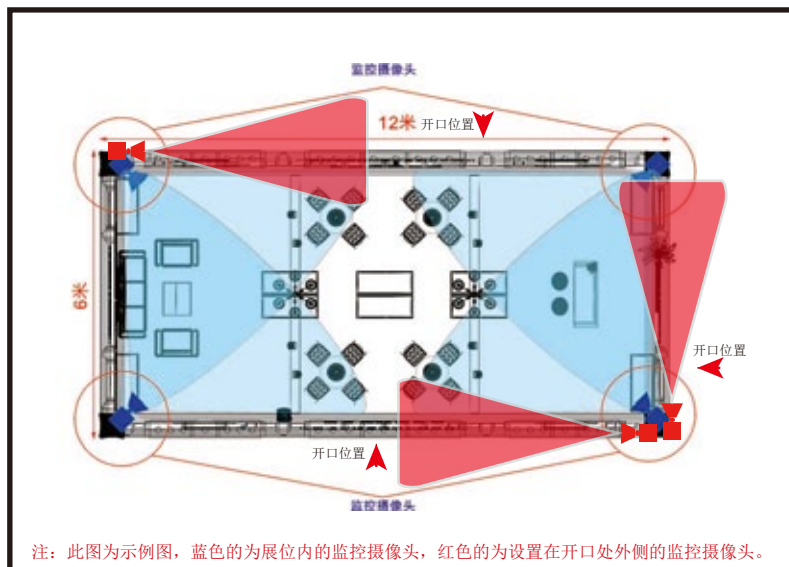 监控摄像头
12米
开口位置
6米
开口位置
开口位置
监控摄像头
注：此图为示例图，蓝色的为展位内的监控摄像头，红色的为设置在开口处外侧的监控摄像头。